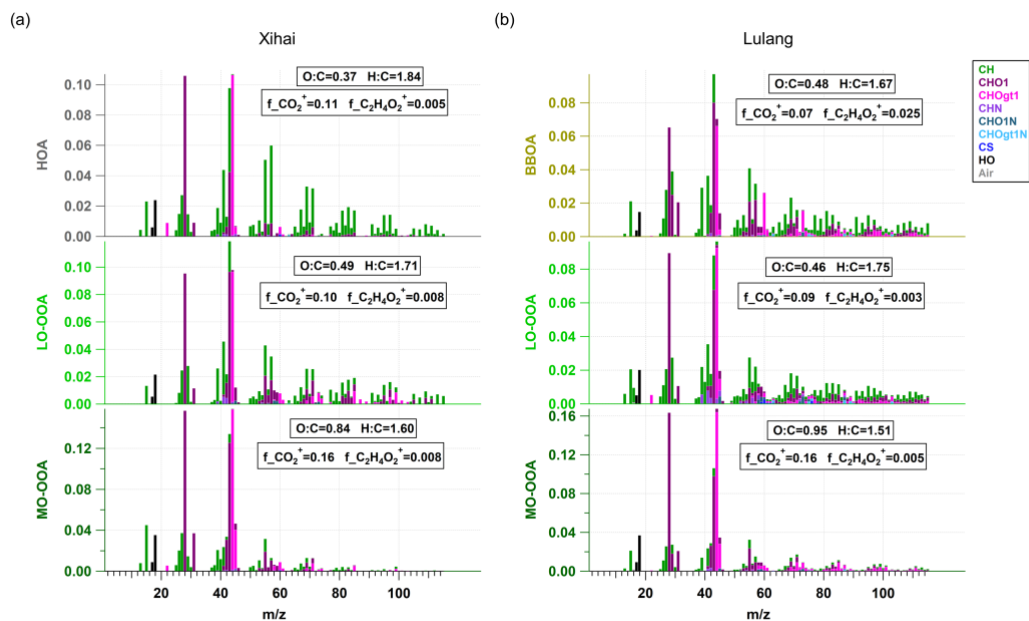 (a)
Xihai
HOA
0.10
0.08
0.06
0.04
0.02
0.00
O:C=0.37 H:C=1.84
f_CO₂⁺=0.11 f_C₂H₄O₂⁺=0.005
LO-OOA
0.10
0.08
0.06
0.04
0.02
0.00
O:C=0.49 H:C=1.71
f_CO₂⁺=0.10 f_C₂H₄O₂⁺=0.008
MO-OOA
0.12
0.08
0.04
0.00
O:C=0.84 H:C=1.60
f_CO₂⁺=0.16 f_C₂H₄O₂⁺=0.008
20 40 60 80 100
m/z
(b)
Lulang
BBOA
0.08
0.06
0.04
0.02
0.00
O:C=0.48 H:C=1.67
f_CO₂⁺=0.07 f_C₂H₄O₂⁺=0.025
LO-OOA
0.08
0.06
0.04
0.02
0.00
O:C=0.46 H:C=1.75
f_CO₂⁺=0.09 f_C₂H₄O₂⁺=0.003
MO-OOA
0.16
0.12
0.08
0.04
0.00
O:C=0.95 H:C=1.51
f_CO₂⁺=0.16 f_C₂H₄O₂⁺=0.005
20 40 60 80 100
m/z
CH
CHO1
CHOgt1
CHN
CHO1N
CHOgt1N
CS
HO
Air